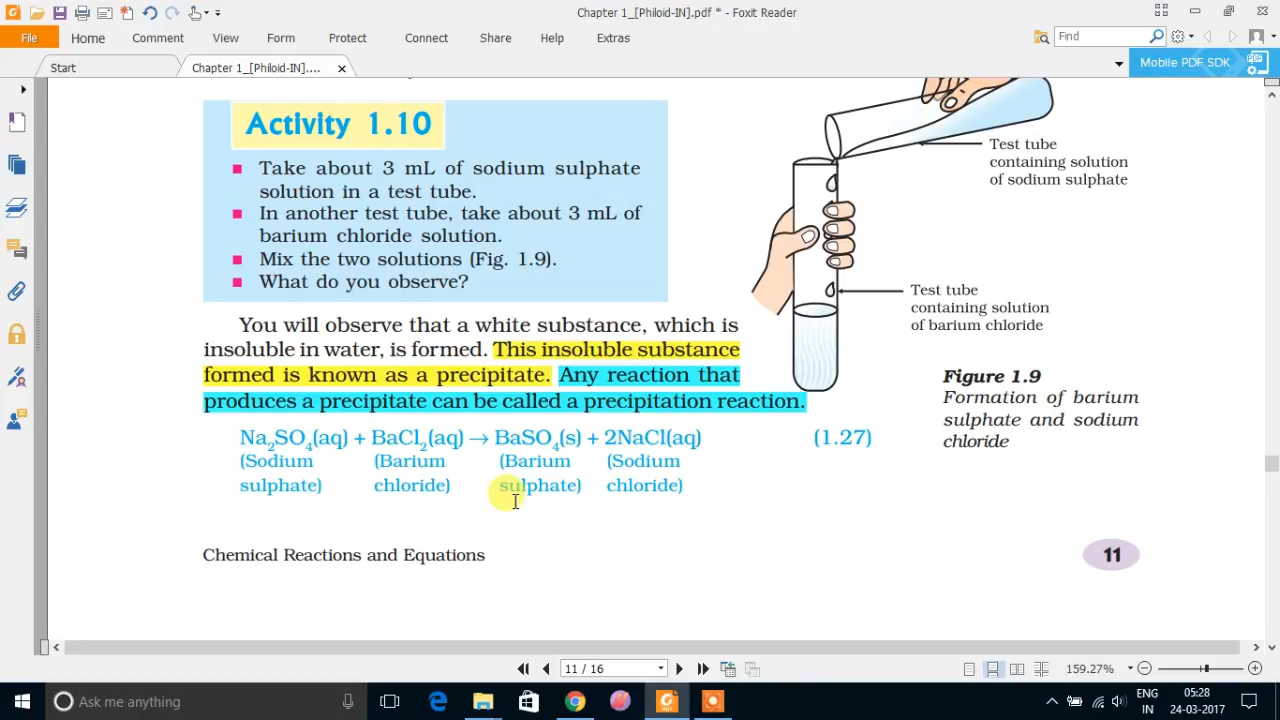 Chapter 1_[Philoid-IN].pdf * - Foxit Reader
File Home Comment View Form Protect Connect Share Help Extras
Find
Start
Chapter 1_[Philoid-IN]....
Mobile PDF SDK
Activity 1.10
Take about 3 mL of sodium sulphate
solution in a test tube.
In another test tube, take about 3 mL of
barium chloride solution.
Mix the two solutions (Fig. 1.9).
What do you observe?
Test tube
containing solution
of sodium sulphate
Test tube
containing solution
of barium chloride
Figure 1.9
Formation of barium
sulphate and sodium
chloride
You will observe that a white substance, which is
insoluble in water, is formed. This insoluble substance
formed is known as a precipitate. Any reaction that
produces a precipitate can be called a precipitation reaction.
Na₂SO₄(aq) + BaCl₂(aq) → BaSO₄(s) + 2NaCl(aq) (1.27)
(Sodium (Barium (Barium (Sodium
sulphate) chloride) sulphate) chloride)
Chemical Reactions and Equations
11
11 / 16
159.27%
Ask me anything
ENG
IN
05:28
24-03-2017